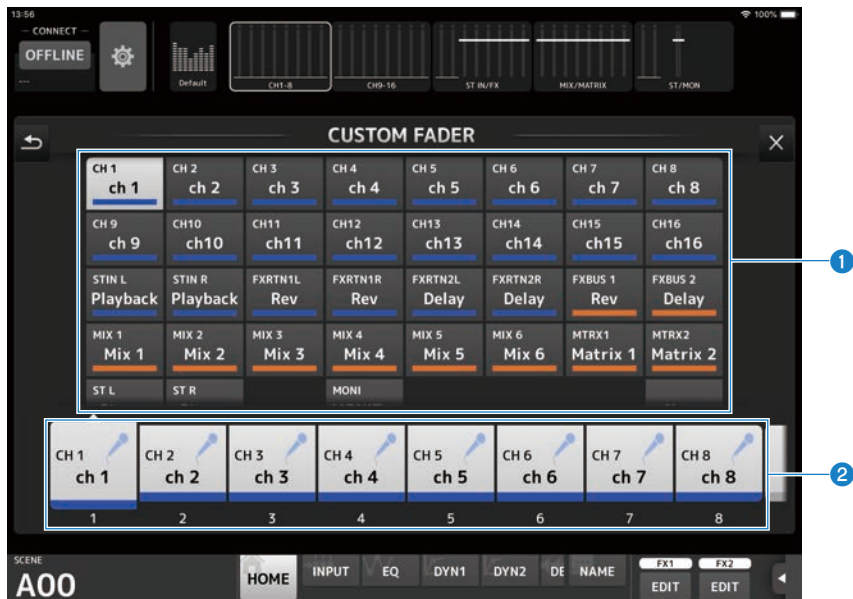 13:56
100%
CONNECT
OFFLINE
---
Default
CH1-8
CH9-16
ST IN/FX
MIX/MATRIX
ST/MON
CUSTOM FADER
CH 1 CH 2 CH 3 CH 4 CH 5 CH 6 CH 7 CH 8
ch 1 ch 2 ch 3 ch 4 ch 5 ch 6 ch 7 ch 8
CH 9 CH10 CH11 CH12 CH13 CH14 CH15 CH16
ch 9 ch10 ch11 ch12 ch13 ch14 ch15 ch16
1
STIN L STIN R FXRTN1L FXRTN1R FXRTN2L FXRTN2R FXBUS 1 FXBUS 2
Playback Playback Rev Rev Delay Delay Rev Delay
MIX 1 MIX 2 MIX 3 MIX 4 MIX 5 MIX 6 MTRX1 MTRX2
Mix 1 Mix 2 Mix 3 Mix 4 Mix 5 Mix 6 Matrix 1 Matrix 2
ST L ST R MONI
CH 1 CH 2 CH 3 CH 4 CH 5 CH 6 CH 7 CH 8
ch 1 ch 2 ch 3 ch 4 ch 5 ch 6 ch 7 ch 8
2
1 2 3 4 5 6 7 8
SCENE
A00
HOME INPUT EQ DYN1 DYN2 DE NAME
FX1 FX2
EDIT EDIT